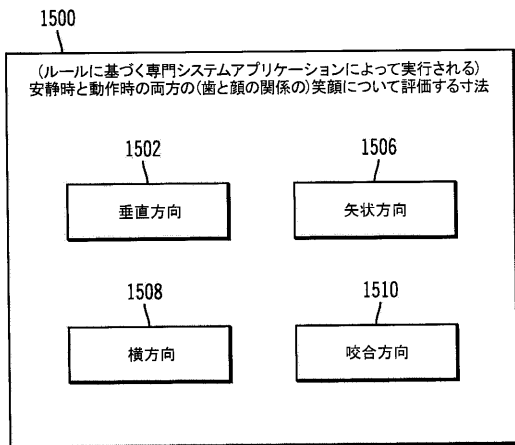 1500
(ルールに基づく専門システムアプリケーションによって実行される)
安静時と動作時の両方の(歯と顔の関係の)笑顔について評価する寸法
1502
垂直方向
1506
矢状方向
1508
横方向
1510
咬合方向